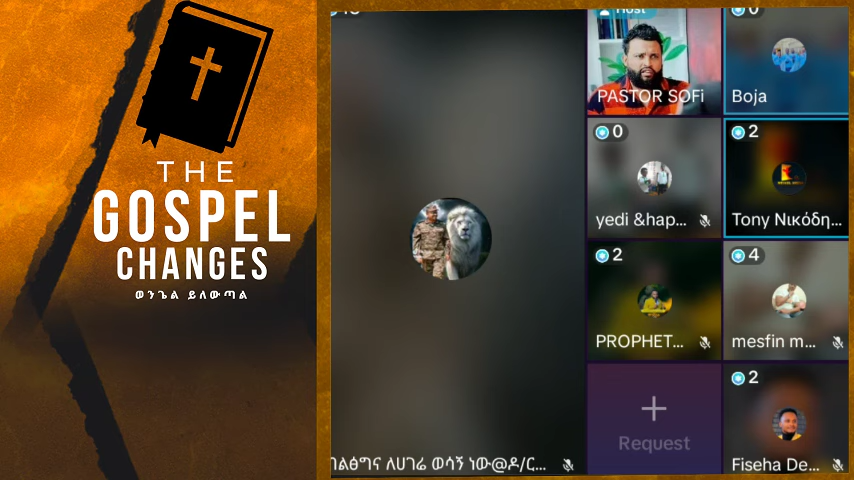 THE
GOSPEL
CHANGES
ወንጌል ይለውጣል
Host
PASTOR SOFi
0
Boja
0
yedi &hap...
2
Tony Νικόδη...
2
PROPHET...
4
mesfin m...
Request
2
Fiseha De...
ለሀገሬ ወሳኝ ነው@ዶ/ር...